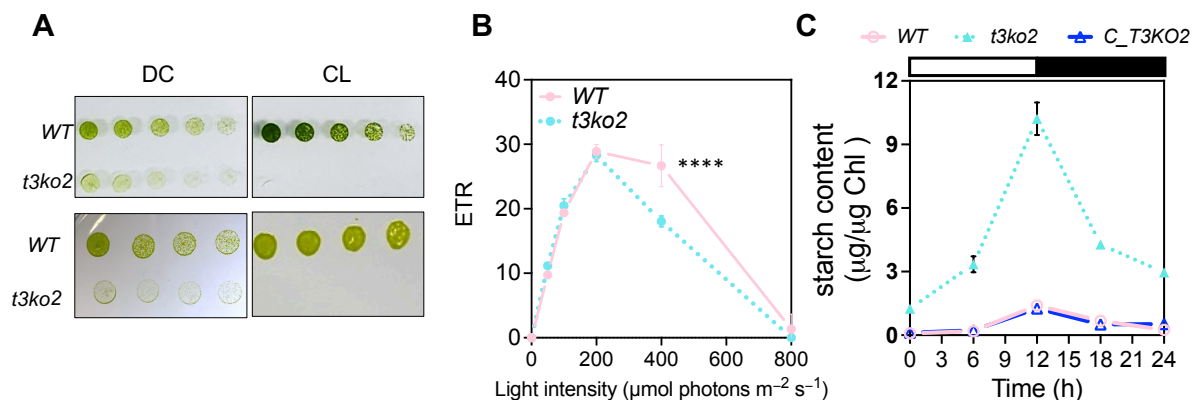 A
DC
CL
WT
t3ko2
WT
t3ko2
B
40
30
20
10
0
ETR
WT
t3ko2
****
0 200 400 600 800
Light intensity (µmol photons m⁻² s⁻¹)
C
WT t3ko2 C_T3KO2
12
9
6
3
0
starch content
(µg/µg Chl )
0 3 6 9 12 15 18 21 24
Time (h)